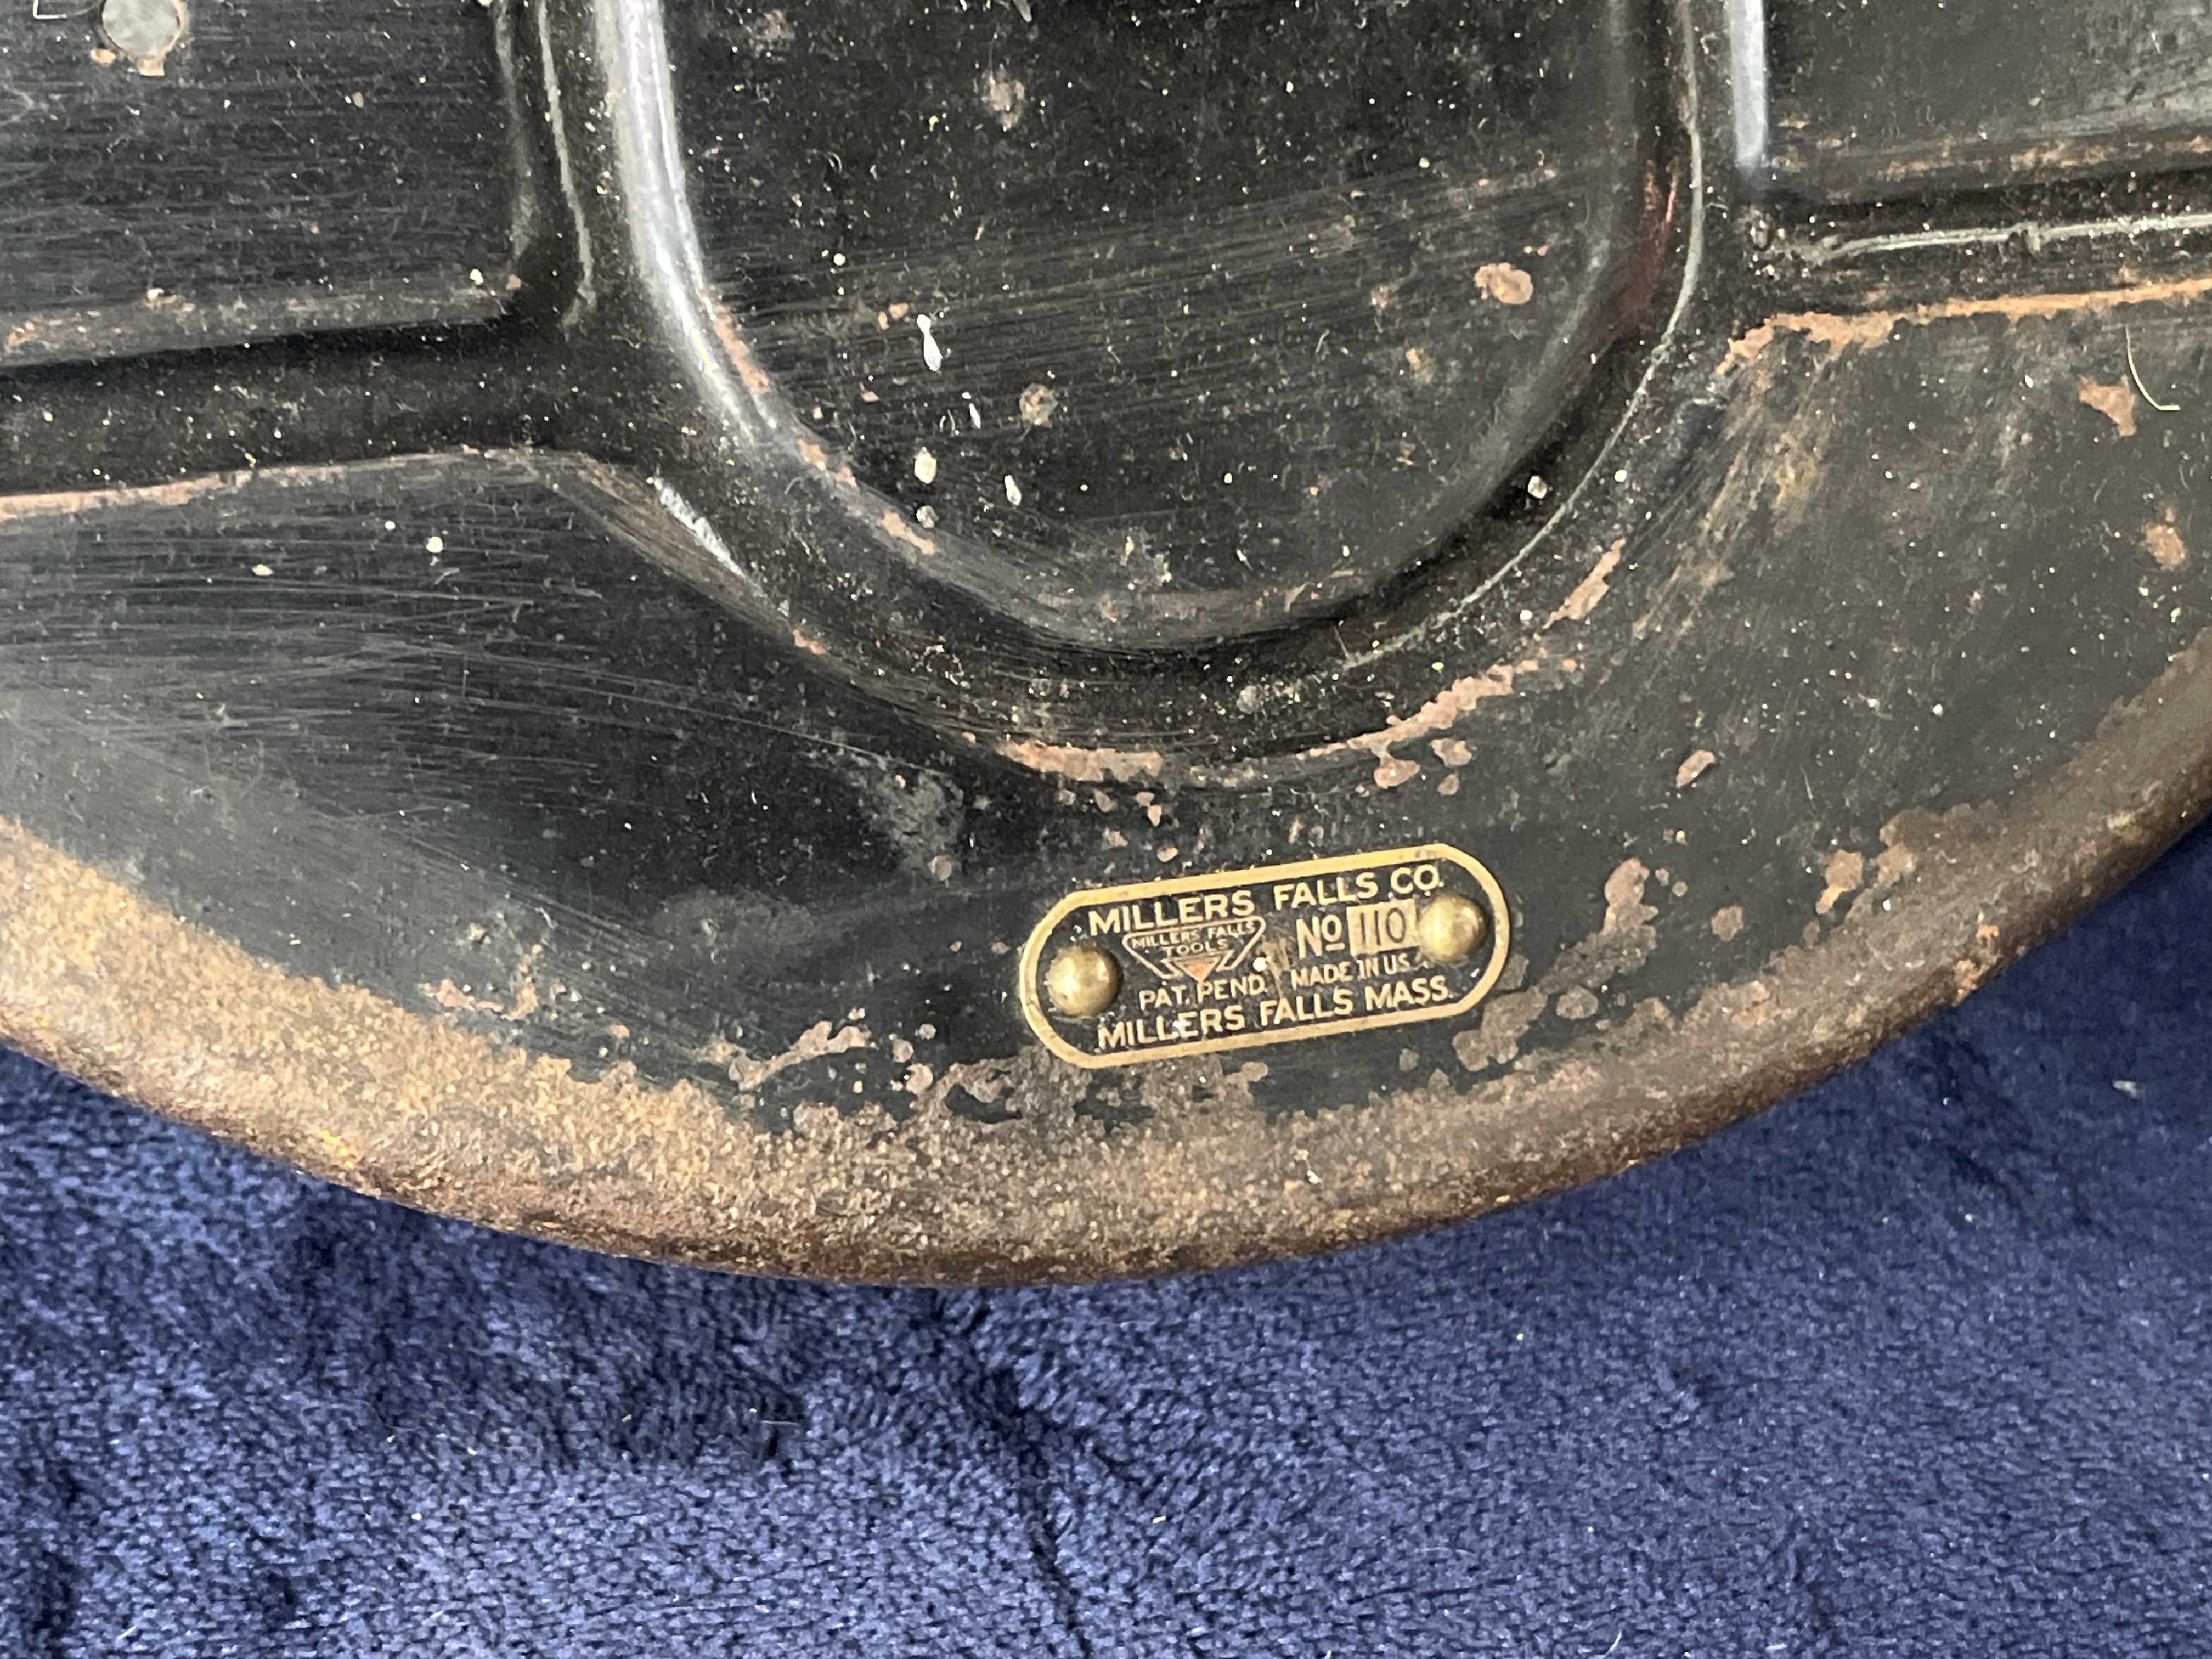 MILLERS FALLS CO.
MILLERS FALLS
TOOLS
No 110
PAT. PEND. MADE IN U.S.
MILLERS FALLS MASS.